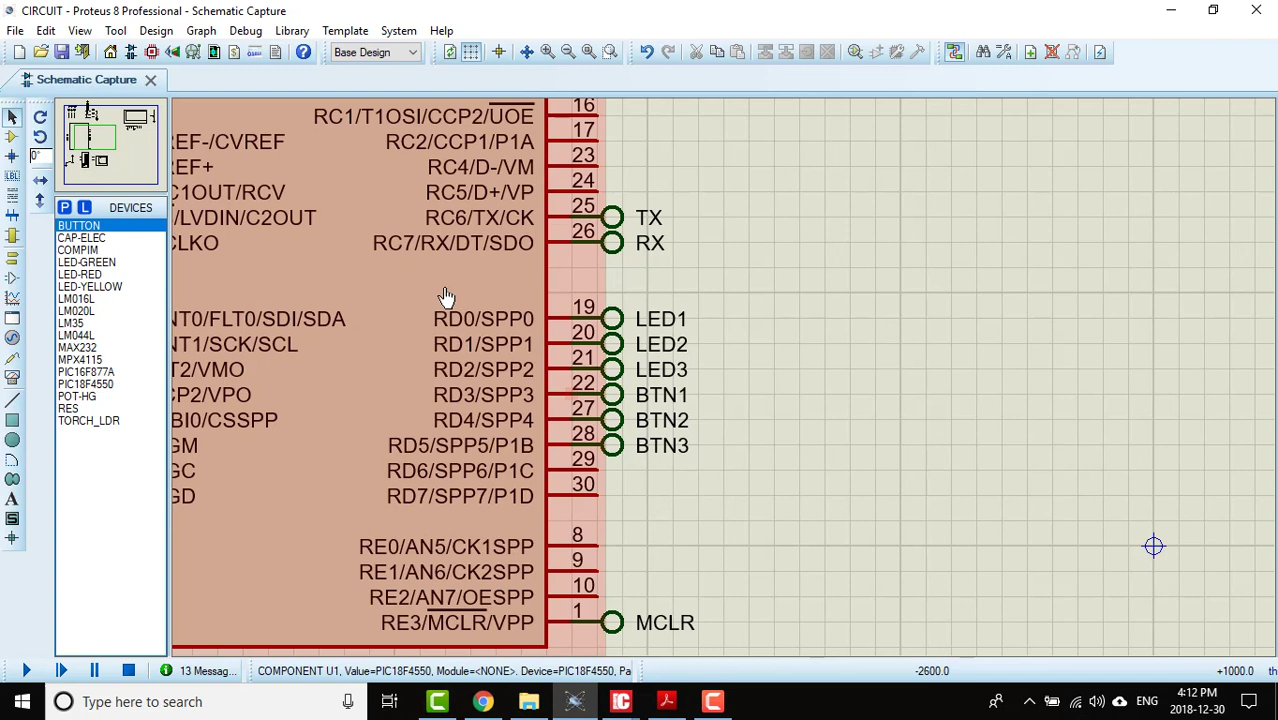 CIRCUIT - Proteus 8 Professional - Schematic Capture
File Edit View Tool Design Graph Debug Library Template System Help
Base Design
Schematic Capture
0°
LBL
A
S
P L DEVICES
BUTTON
CAP-ELEC
COMPIM
LED-GREEN
LED-RED
LED-YELLOW
LM016L
LM020L
LM35
LM044L
MAX232
MPX4115
PIC16F877A
PIC18F4550
POT-HG
RES
TORCH_LDR
RC1/T1OSI/CCP2/UOE 16
REF-/CVREF RC2/CCP1/P1A 17
REF+ RC4/D-/VM 23
C1OUT/RCV RC5/D+/VP 24
/LVDIN/C2OUT RC6/TX/CK 25 TX
CLKO RC7/RX/DT/SDO 26 RX
NT0/FLT0/SDI/SDA RD0/SPP0 19 LED1
NT1/SCK/SCL RD1/SPP1 20 LED2
T2/VMO RD2/SPP2 21 LED3
CP2/VPO RD3/SPP3 22 BTN1
BI0/CSSPP RD4/SPP4 27 BTN2
GM RD5/SPP5/P1B 28 BTN3
GC RD6/SPP6/P1C 29
GD RD7/SPP7/P1D 30
RE0/AN5/CK1SPP 8
RE1/AN6/CK2SPP 9
RE2/AN7/OESPP 10
RE3/MCLR/VPP 1 MCLR
13 Messag... COMPONENT U1, Value=PIC18F4550, Module=<NONE>. Device=PIC18F4550, Pa -2600.0 +1000.0 th
Type here to search
ENG
4:12 PM
2018-12-30